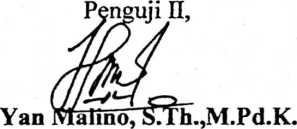 Penguji II,
Yan Malino, S.Th.,M.Pd.K.